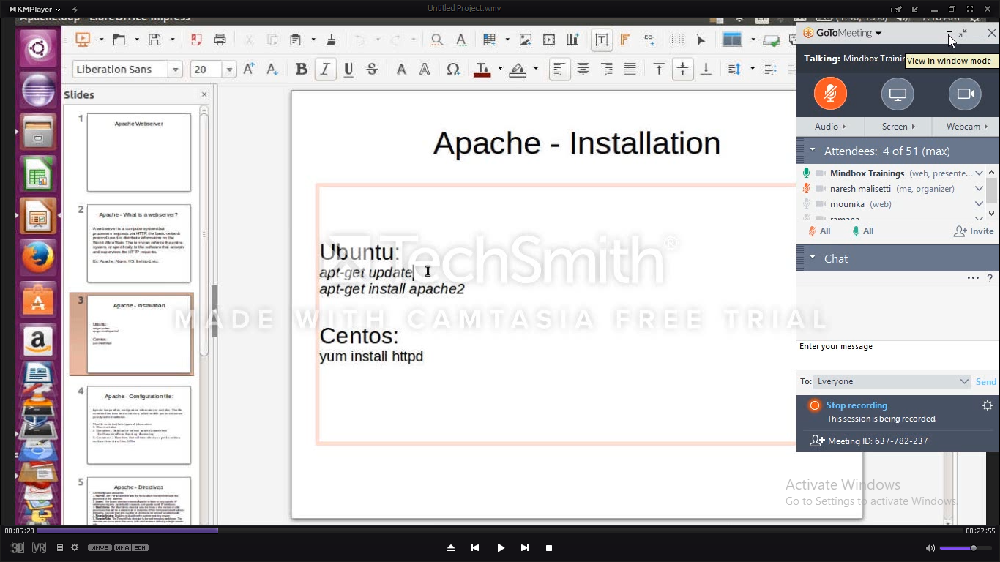 KMPlayer
Untitled Project.wmv
Apache.odp - LibreOffice Impress
7:18 AM
GoToMeeting
Talking: Mindbox Trainin
View in window mode
Liberation Sans
20
Audio
Screen
Webcam
Attendees: 4 of 51 (max)
Mindbox Trainings (web, presente...
naresh malisetti (me, organizer)
mounika (web)
ramana
All
All
Invite
Chat
Enter your message
To: Everyone
Send
Stop recording
This session is being recorded.
Meeting ID: 637-782-237
Slides
1
Apache Webserver
2
Apache - What is a webserver?
A webserver is a computer system that
processes requests via HTTP, the basic network
protocol used to distribute information on the
World Wide Web. The term can refer to the entire
system, or specifically to the software that accepts
and supervises the HTTP requests.
Ex: Apache, Nginx, IIS, lighttpd, etc
3
Apache - Installation
Ubuntu:
apt-get update
apt-get install apache2
Centos:
yum install httpd
4
Apache - Configuration file:
5
Apache - Directives
Apache - Installation
Ubuntu:
apt-get update
apt-get install apache2
Centos:
yum install httpd
TechSmith®
MADE WITH CAMTASIA FREE TRIAL
Activate Windows
Go to Settings to activate Windows.
00:05:20
00:27:55
3D
VR
WMV9
WMA
2CH